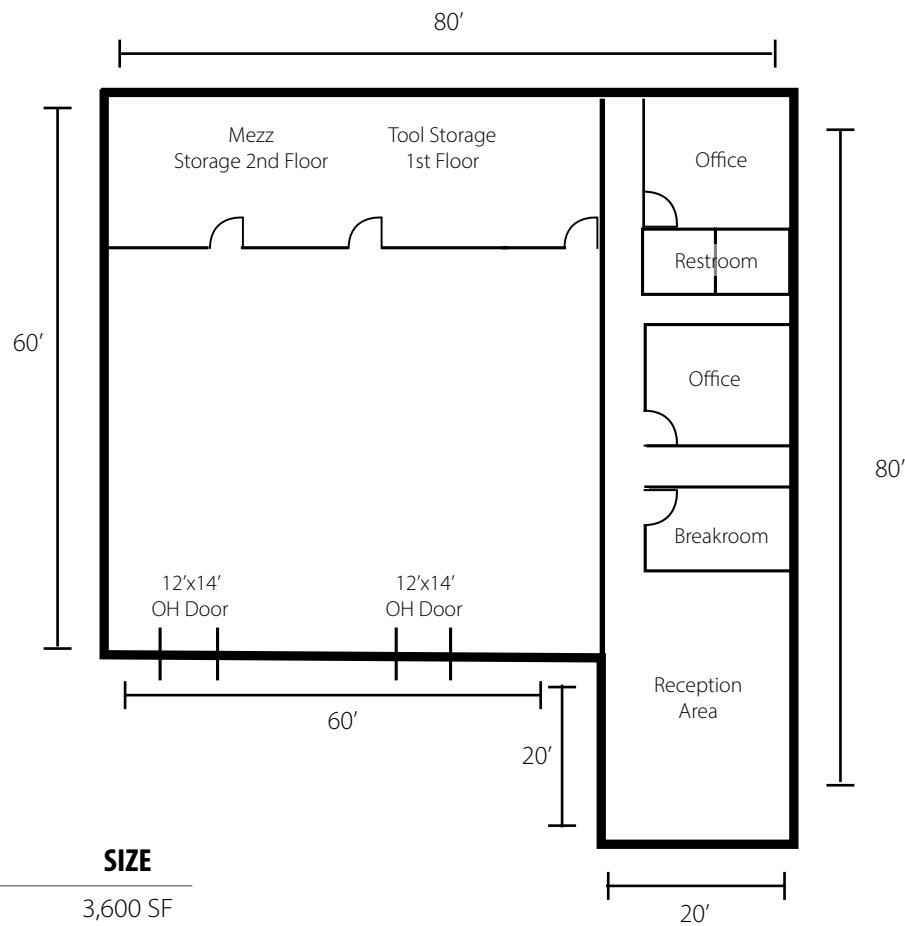 80’
Mezz
Storage 2nd Floor
Tool Storage
1st Floor
Office
Restroom
60’
Office
80’
Breakroom
12’x14’
OH Door
12’x14’
OH Door
Reception
Area
60’
20’
SIZE
3,600 SF
20’